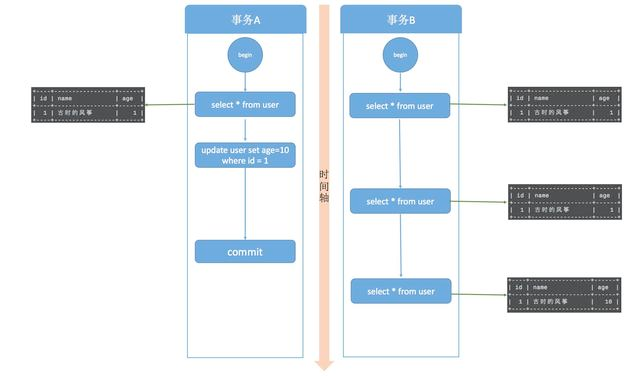 事务A
begin
select * from user
| id | name | age |
| 1 | 古时的风筝 | 1 |
update user set age=10
where id = 1
commit
时
间
轴
事务B
begin
select * from user
| id | name | age |
| 1 | 古时的风筝 | 1 |
select * from user
| id | name | age |
| 1 | 古时的风筝 | 1 |
select * from user
| id | name | age |
| 1 | 古时的风筝 | 10 |